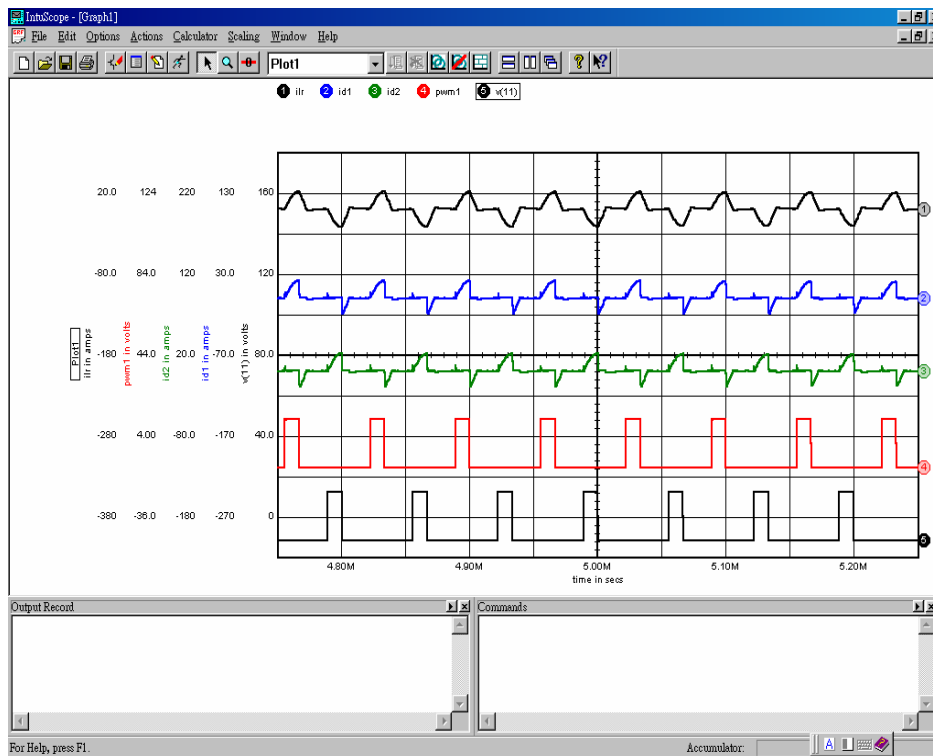 IntuScope - [Graph1]
File Edit Options Actions Calculator Scaling Window Help
Plot1
1 ilr 2 id1 3 id2 4 pwm1 5 v(11)
20.0 124 220 130 160
-80.0 84.0 120 30.0 120
-180 44.0 20.0 -70.0 80.0
-280 4.00 -80.0 -170 40.0
-380 -36.0 -180 -270 0
Plot1
ilr in amps
pwm1 in volts
id2 in amps
id1 in amps
v(11) in volts
1
2
3
4
5
4.80M 4.90M 5.00M 5.10M 5.20M
time in secs
Output Record
Commands
For Help, press F1.
Accumulator:
A